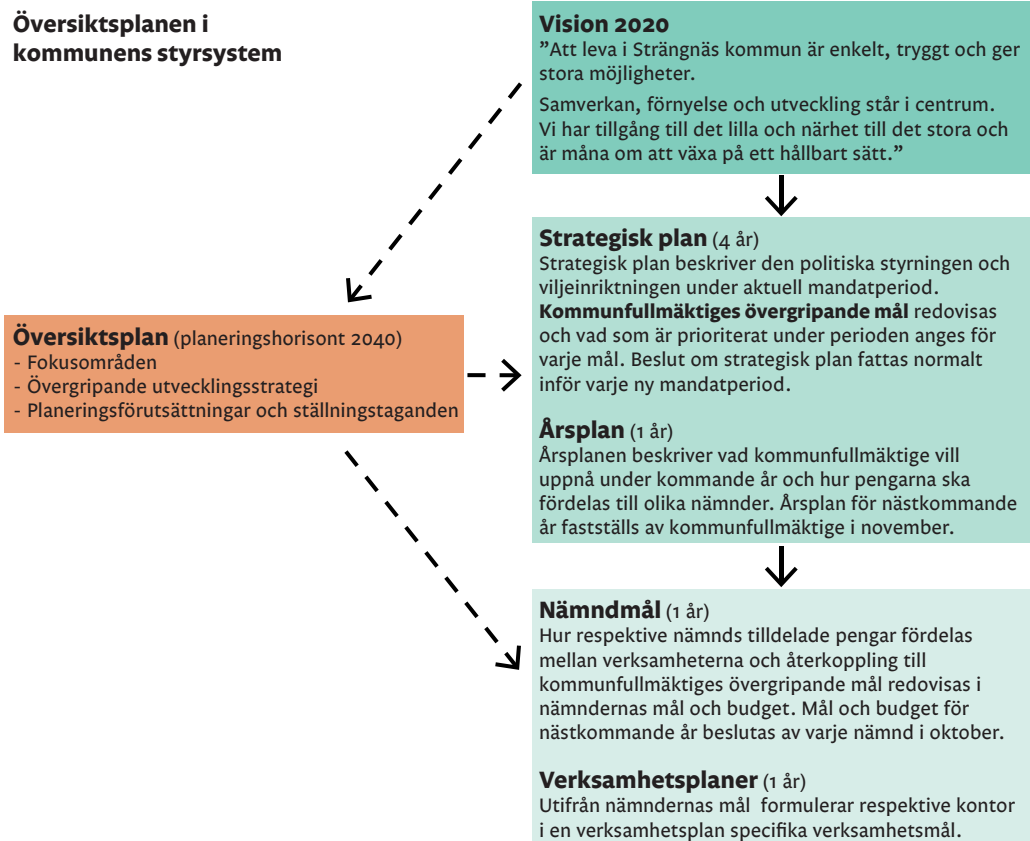 Översiktsplanen i
kommunens styrsystem
Vision 2020
”Att leva i Strängnäs kommun är enkelt, tryggt och ger
stora möjligheter.
Samverkan, förnyelse och utveckling står i centrum.
Vi har tillgång till det lilla och närhet till det stora och
är måna om att växa på ett hållbart sätt.”
Strategisk plan (4 år)
Strategisk plan beskriver den politiska styrningen och
viljeinriktningen under aktuell mandatperiod.
Kommunfullmäktiges övergripande mål redovisas
och vad som är prioriterat under perioden anges för
varje mål. Beslut om strategisk plan fattas normalt
inför varje ny mandatperiod.
Årsplan (1 år)
Årsplanen beskriver vad kommunfullmäktige vill
uppnå under kommande år och hur pengarna ska
fördelas till olika nämnder. Årsplan för nästkommande
år fastställs av kommunfullmäktige i november.
Översiktsplan (planeringshorisont 2040)
- Fokusområden
- Övergripande utvecklingsstrategi
- Planeringsförutsättningar och ställningstaganden
Nämndmål (1 år)
Hur respektive nämnds tilldelade pengar fördelas
mellan verksamheterna och återkoppling till
kommunfullmäktiges övergripande mål redovisas i
nämndernas mål och budget. Mål och budget för
nästkommande år beslutas av varje nämnd i oktober.
Verksamhetsplaner (1 år)
Utifrån nämndernas mål formulerar respektive kontor
i en verksamhetsplan specifika verksamhetsmål.